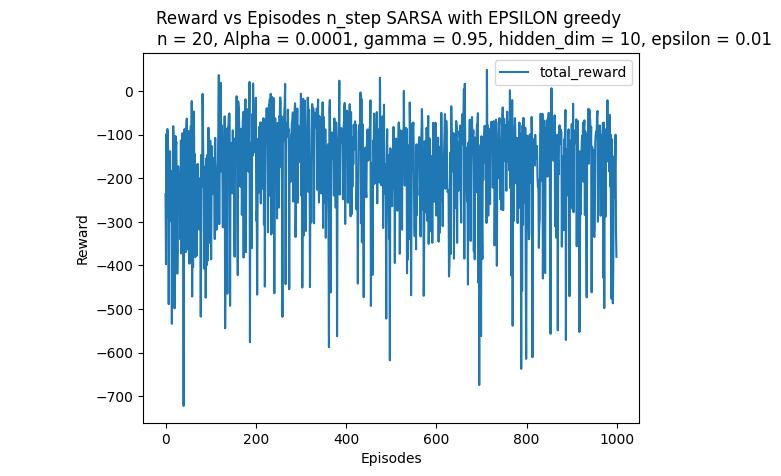 Reward vs Episodes n_step SARSA with EPSILON greedy
n = 20, Alpha = 0.0001, gamma = 0.95, hidden_dim = 10, epsilon = 0.01
total_reward
0
−100
−200
−300
−400
−500
−600
−700
Reward
0 200 400 600 800 1000
Episodes